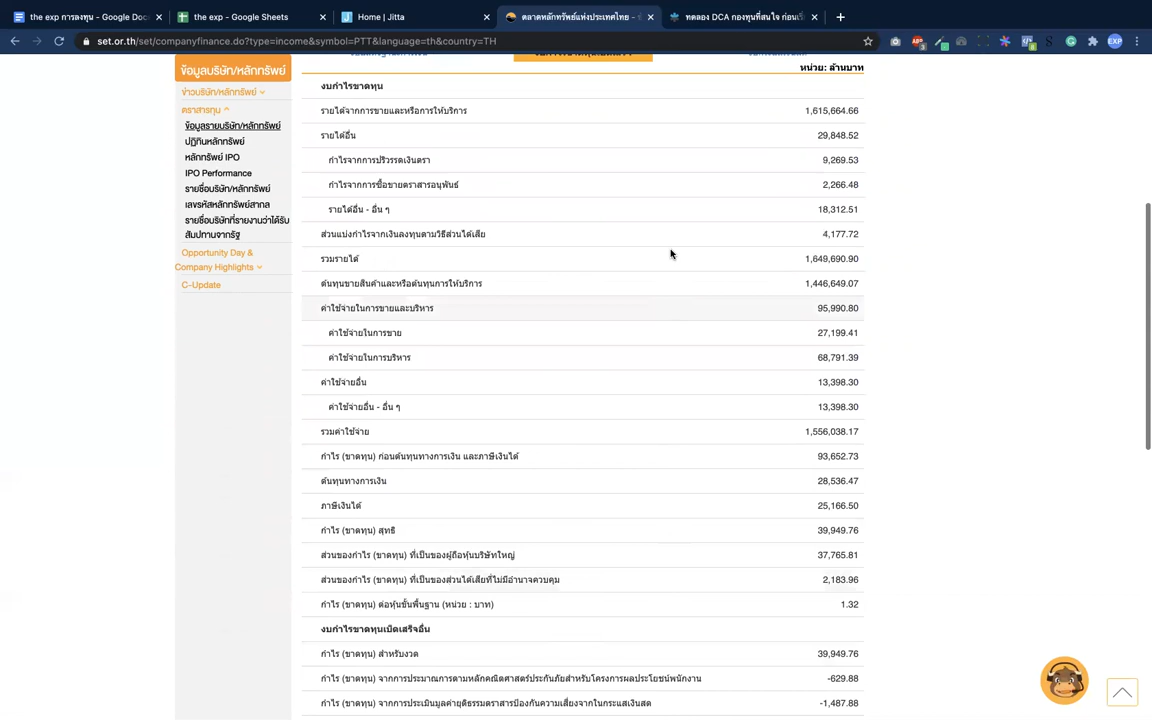 the exp การลงทุน - Google Doc
the exp - Google Sheets
Home | Jitta
ตลาดหลักทรัพย์แห่งประเทศไทย -
ทดลอง DCA กองทุนที่สนใจ ก่อนเริ่
set.or.th/set/companyfinance.do?type=income&symbol=PTT&language=th&country=TH
ข้อมูลบริษัท/หลักทรัพย์
ข่าวบริษัท/หลักทรัพย์
ตราสารทุน
ข้อมูลรายบริษัท/หลักทรัพย์
ปฏิทินหลักทรัพย์
หลักทรัพย์ IPO
IPO Performance
รายชื่อบริษัท/หลักทรัพย์
เลขรหัสหลักทรัพย์สากล
รายชื่อบริษัทที่รายงานว่าได้รับ
สัมปทานจากรัฐ
Opportunity Day &
Company Highlights
C-Update
หน่วย: ล้านบาท
งบกำไรขาดทุน
รายได้จากการขายและหรือการให้บริการ 1,615,664.66
รายได้อื่น 29,848.52
กำไรจากการปริวรรตเงินตรา 9,269.53
กำไรจากการซื้อขายตราสารอนุพันธ์ 2,266.48
รายได้อื่น - อื่น ๆ 18,312.51
ส่วนแบ่งกำไรจากเงินลงทุนตามวิธีส่วนได้เสีย 4,177.72
รวมรายได้ 1,649,690.90
ต้นทุนขายสินค้าและหรือต้นทุนการให้บริการ 1,446,649.07
ค่าใช้จ่ายในการขายและบริหาร 95,990.80
ค่าใช้จ่ายในการขาย 27,199.41
ค่าใช้จ่ายในการบริหาร 68,791.39
ค่าใช้จ่ายอื่น 13,398.30
ค่าใช้จ่ายอื่น - อื่น ๆ 13,398.30
รวมค่าใช้จ่าย 1,556,038.17
กำไร (ขาดทุน) ก่อนต้นทุนทางการเงิน และภาษีเงินได้ 93,652.73
ต้นทุนทางการเงิน 28,536.47
ภาษีเงินได้ 25,166.50
กำไร (ขาดทุน) สุทธิ 39,949.76
ส่วนของกำไร (ขาดทุน) ที่เป็นของผู้ถือหุ้นบริษัทใหญ่ 37,765.81
ส่วนของกำไร (ขาดทุน) ที่เป็นของส่วนได้เสียที่ไม่มีอำนาจควบคุม 2,183.96
กำไร (ขาดทุน) ต่อหุ้นขั้นพื้นฐาน (หน่วย : บาท) 1.32
งบกำไรขาดทุนเบ็ดเสร็จอื่น
กำไร (ขาดทุน) สำหรับงวด 39,949.76
กำไร (ขาดทุน) จากการประมาณการตามหลักคณิตศาสตร์ประกันภัยสำหรับโครงการผลประโยชน์พนักงาน -629.88
กำไร (ขาดทุน) จากการประเมินมูลค่ายุติธรรมตราสารป้องกันความเสี่ยงจากในกระแสเงินสด -1,487.88